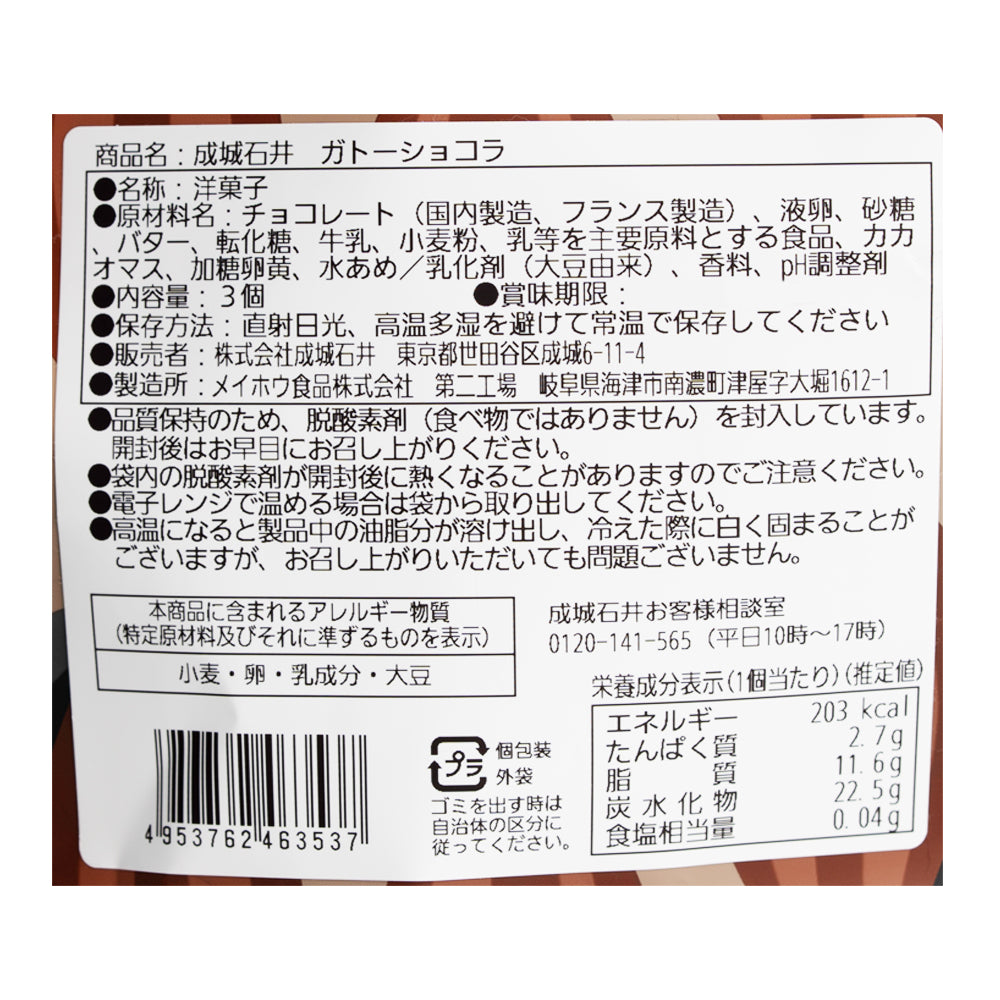 商品名：成城石井　ガトーショコラ
●名称：洋菓子
●原材料名：チョコレート（国内製造、フランス製造）、液卵、砂糖
、バター、転化糖、牛乳、小麦粉、乳等を主要原料とする食品、カカ
オマス、加糖卵黄、水あめ／乳化剤（大豆由来）、香料、pH調整剤
●内容量：３個　●賞味期限：
●保存方法：直射日光、高温多湿を避けて常温で保存してください
●販売者：株式会社成城石井　東京都世田谷区成城6-11-4
●製造所：メイホウ食品株式会社　第二工場　岐阜県海津市南濃町津屋字大堀1612-1
●品質保持のため、脱酸素剤（食べ物ではありません）を封入しています。
開封後はお早目にお召し上がりください。
●袋内の脱酸素剤が開封後に熱くなることがありますのでご注意ください。
●電子レンジで温める場合は袋から取り出してください。
●高温になると製品中の油脂分が溶け出し、冷えた際に白く固まることが
ございますが、お召し上がりいただいても問題ございません。
本商品に含まれるアレルギー物質
(特定原材料及びそれに準ずるものを表示)
小麦・卵・乳成分・大豆
成城石井お客様相談室
0120-141-565（平日10時～17時）
栄養成分表示(1個当たり)(推定値)
エネルギー　203 kcal
たんぱく質　2.7g
脂質　11.6g
炭水化物　22.5g
食塩相当量　0.04g
プラ
個包装
外袋
ゴミを出す時は
自治体の区分に
従ってください。
4 953762 463537